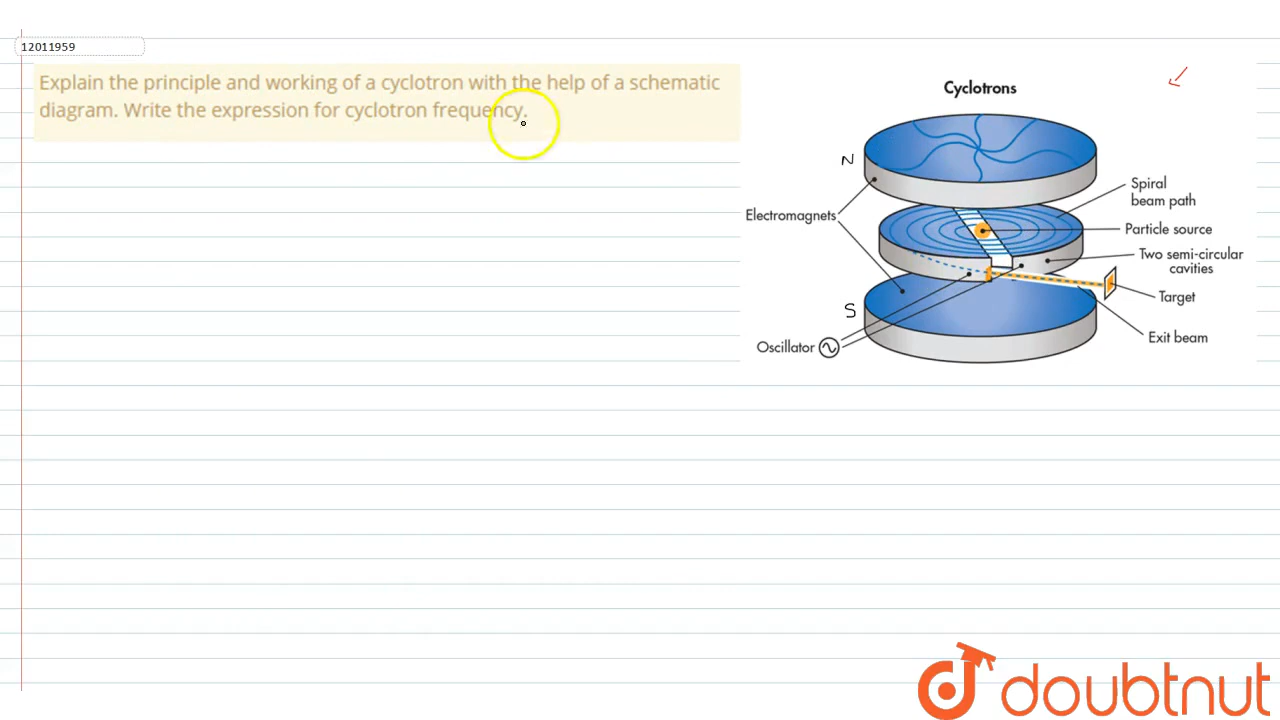 12011959
Explain the principle and working of a cyclotron with the help of a schematic
diagram. Write the expression for cyclotron frequency.
Cyclotrons
N
Spiral
beam path
Electromagnets
Particle source
Two semi-circular
cavities
Target
S
Exit beam
Oscillator
doubtnut